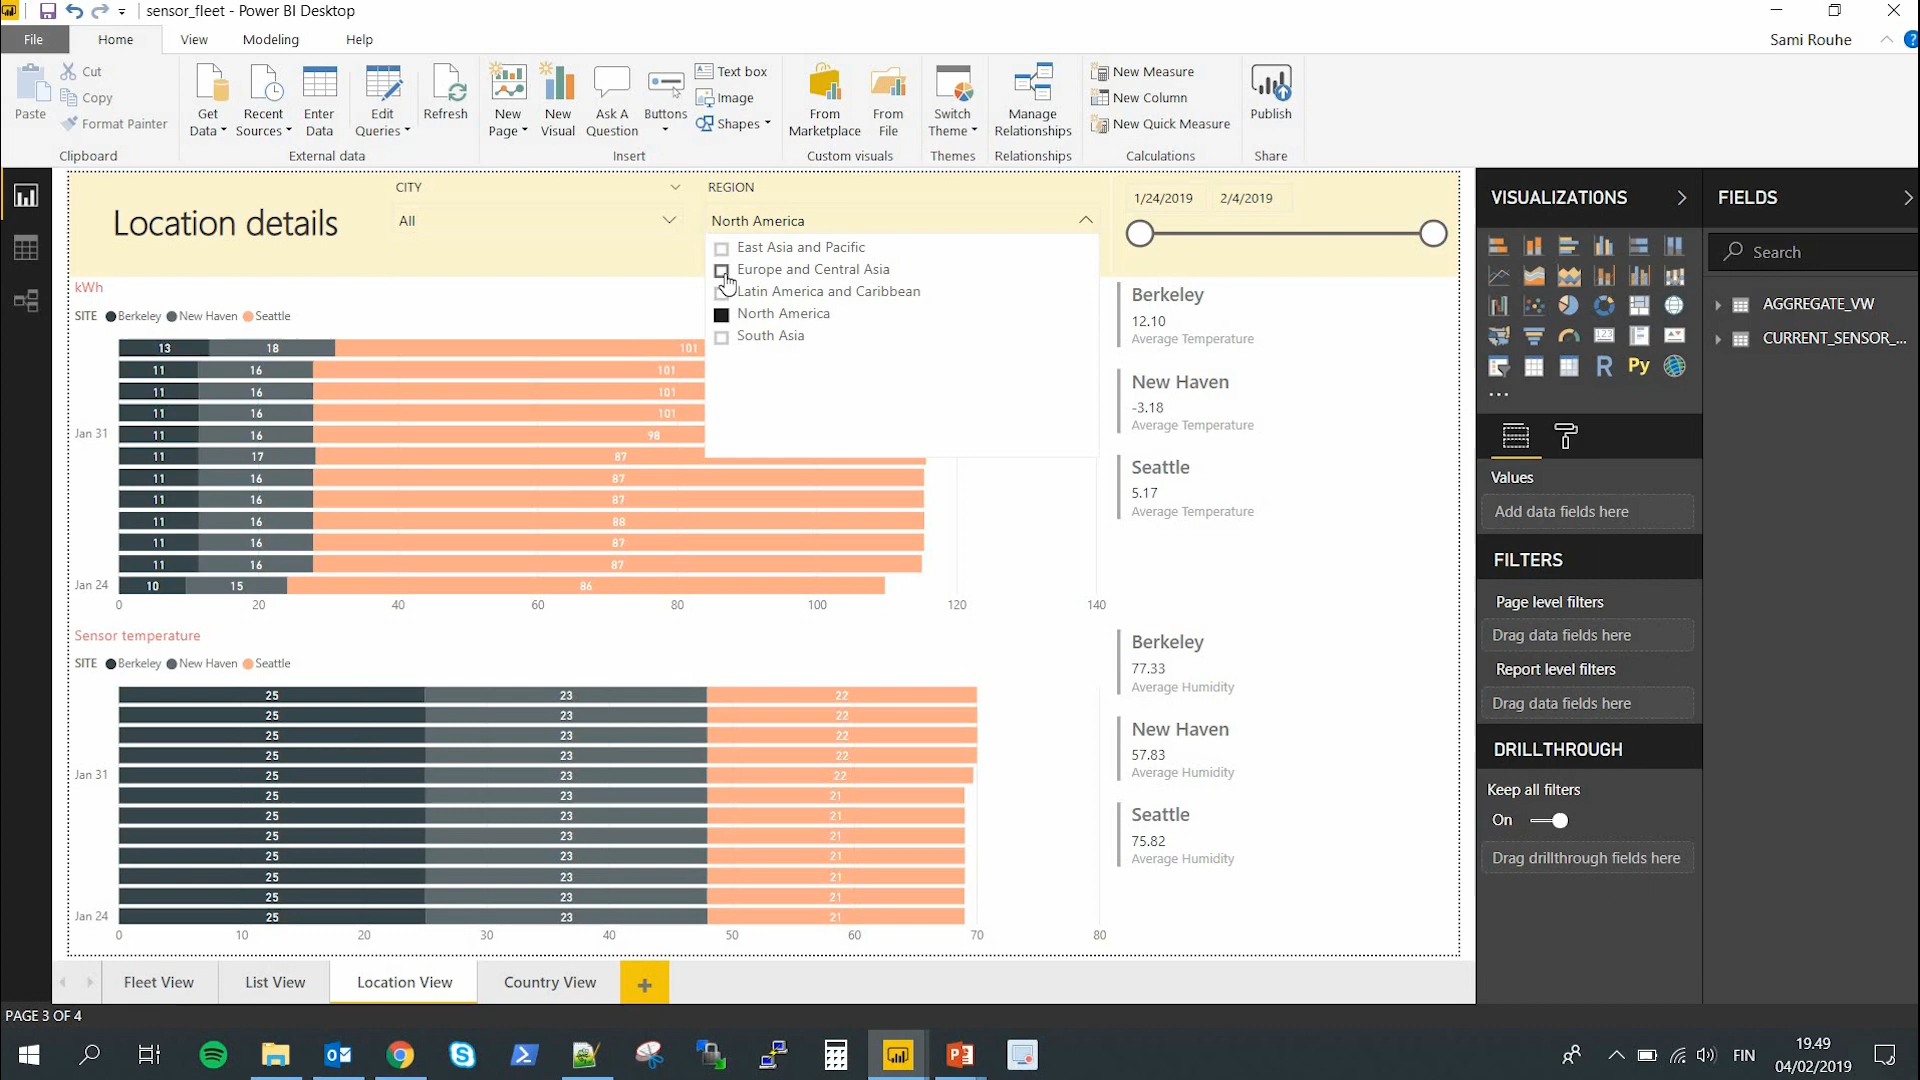 sensor_fleet - Power BI Desktop
File
Home
View
Modeling
Help
Sami Rouhe
Paste
Cut
Copy
Format Painter
Clipboard
Get Data
Recent Sources
Enter Data
Edit Queries
Refresh
External data
New Page
New Visual
Ask A Question
Buttons
Text box
Image
Shapes
Insert
From Marketplace
From File
Custom visuals
Switch Theme
Themes
Manage Relationships
Relationships
New Measure
New Column
New Quick Measure
Calculations
Publish
Share
Location details
CITY
All
REGION
North America
East Asia and Pacific
Europe and Central Asia
Latin America and Caribbean
North America
South Asia
1/24/2019 2/4/2019
kWh
SITE Berkeley New Haven Seattle
13 18 101
11 16 101
11 16 101
11 16 101
Jan 31 11 16 98
11 17 87
11 16 87
11 16 87
11 16 88
11 16 87
11 16 87
Jan 24 10 15 86
0 20 40 60 80 100 120 140
Berkeley
12.10
Average Temperature
New Haven
-3.18
Average Temperature
Seattle
5.17
Average Temperature
Sensor temperature
SITE Berkeley New Haven Seattle
25 23 22
25 23 22
25 23 22
25 23 22
Jan 31 25 23 22
25 23 21
25 23 21
25 23 21
25 23 21
25 23 21
25 23 21
Jan 24 25 23 21
0 10 20 30 40 50 60 70 80
Berkeley
77.33
Average Humidity
New Haven
57.83
Average Humidity
Seattle
75.82
Average Humidity
VISUALIZATIONS
R Py
Values
Add data fields here
FILTERS
Page level filters
Drag data fields here
Report level filters
Drag data fields here
DRILLTHROUGH
Keep all filters
On
Drag drillthrough fields here
FIELDS
Search
AGGREGATE_VW
CURRENT_SENSOR_...
Fleet View
List View
Location View
Country View
PAGE 3 OF 4
FIN
19.49
04/02/2019